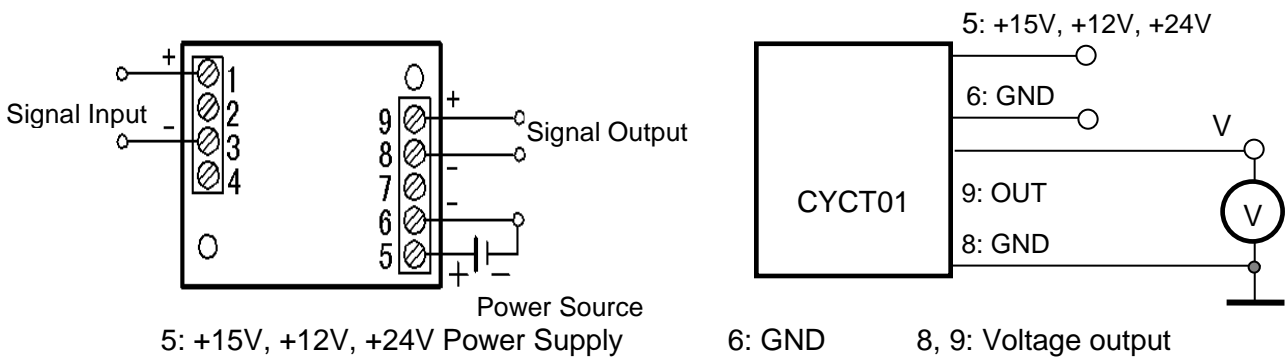 5: +15V, +12V, +24V
+
1
+
Signal Input
2
9
Signal Output
6: GND
V
-
3
8
-
4
7
-
CYCT01
9: OUT
V
6
8: GND
5
+
-
Power Source
5: +15V, +12V, +24V Power Supply
6: GND
8, 9: Voltage output